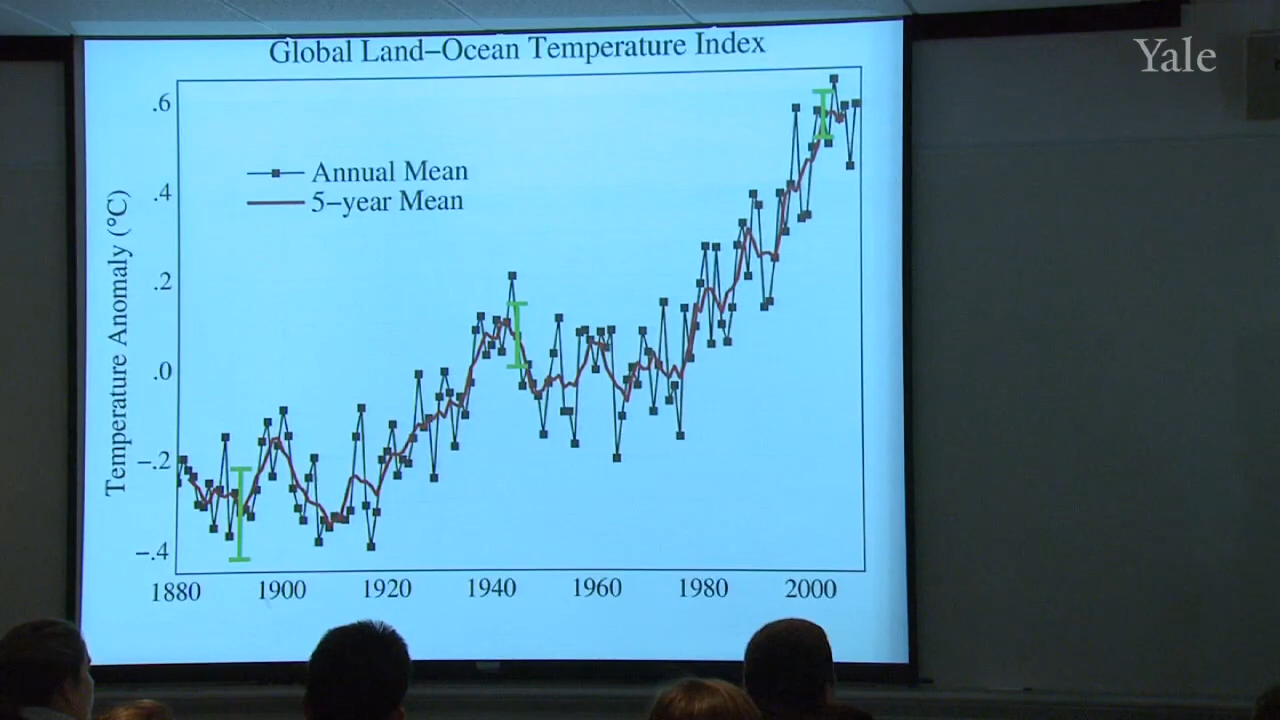 Global Land−Ocean Temperature Index
Yale
.6
.4
.2
.0
−.2
−.4
Temperature Anomaly (°C)
Annual Mean
5−year Mean
1880 1900 1920 1940 1960 1980 2000